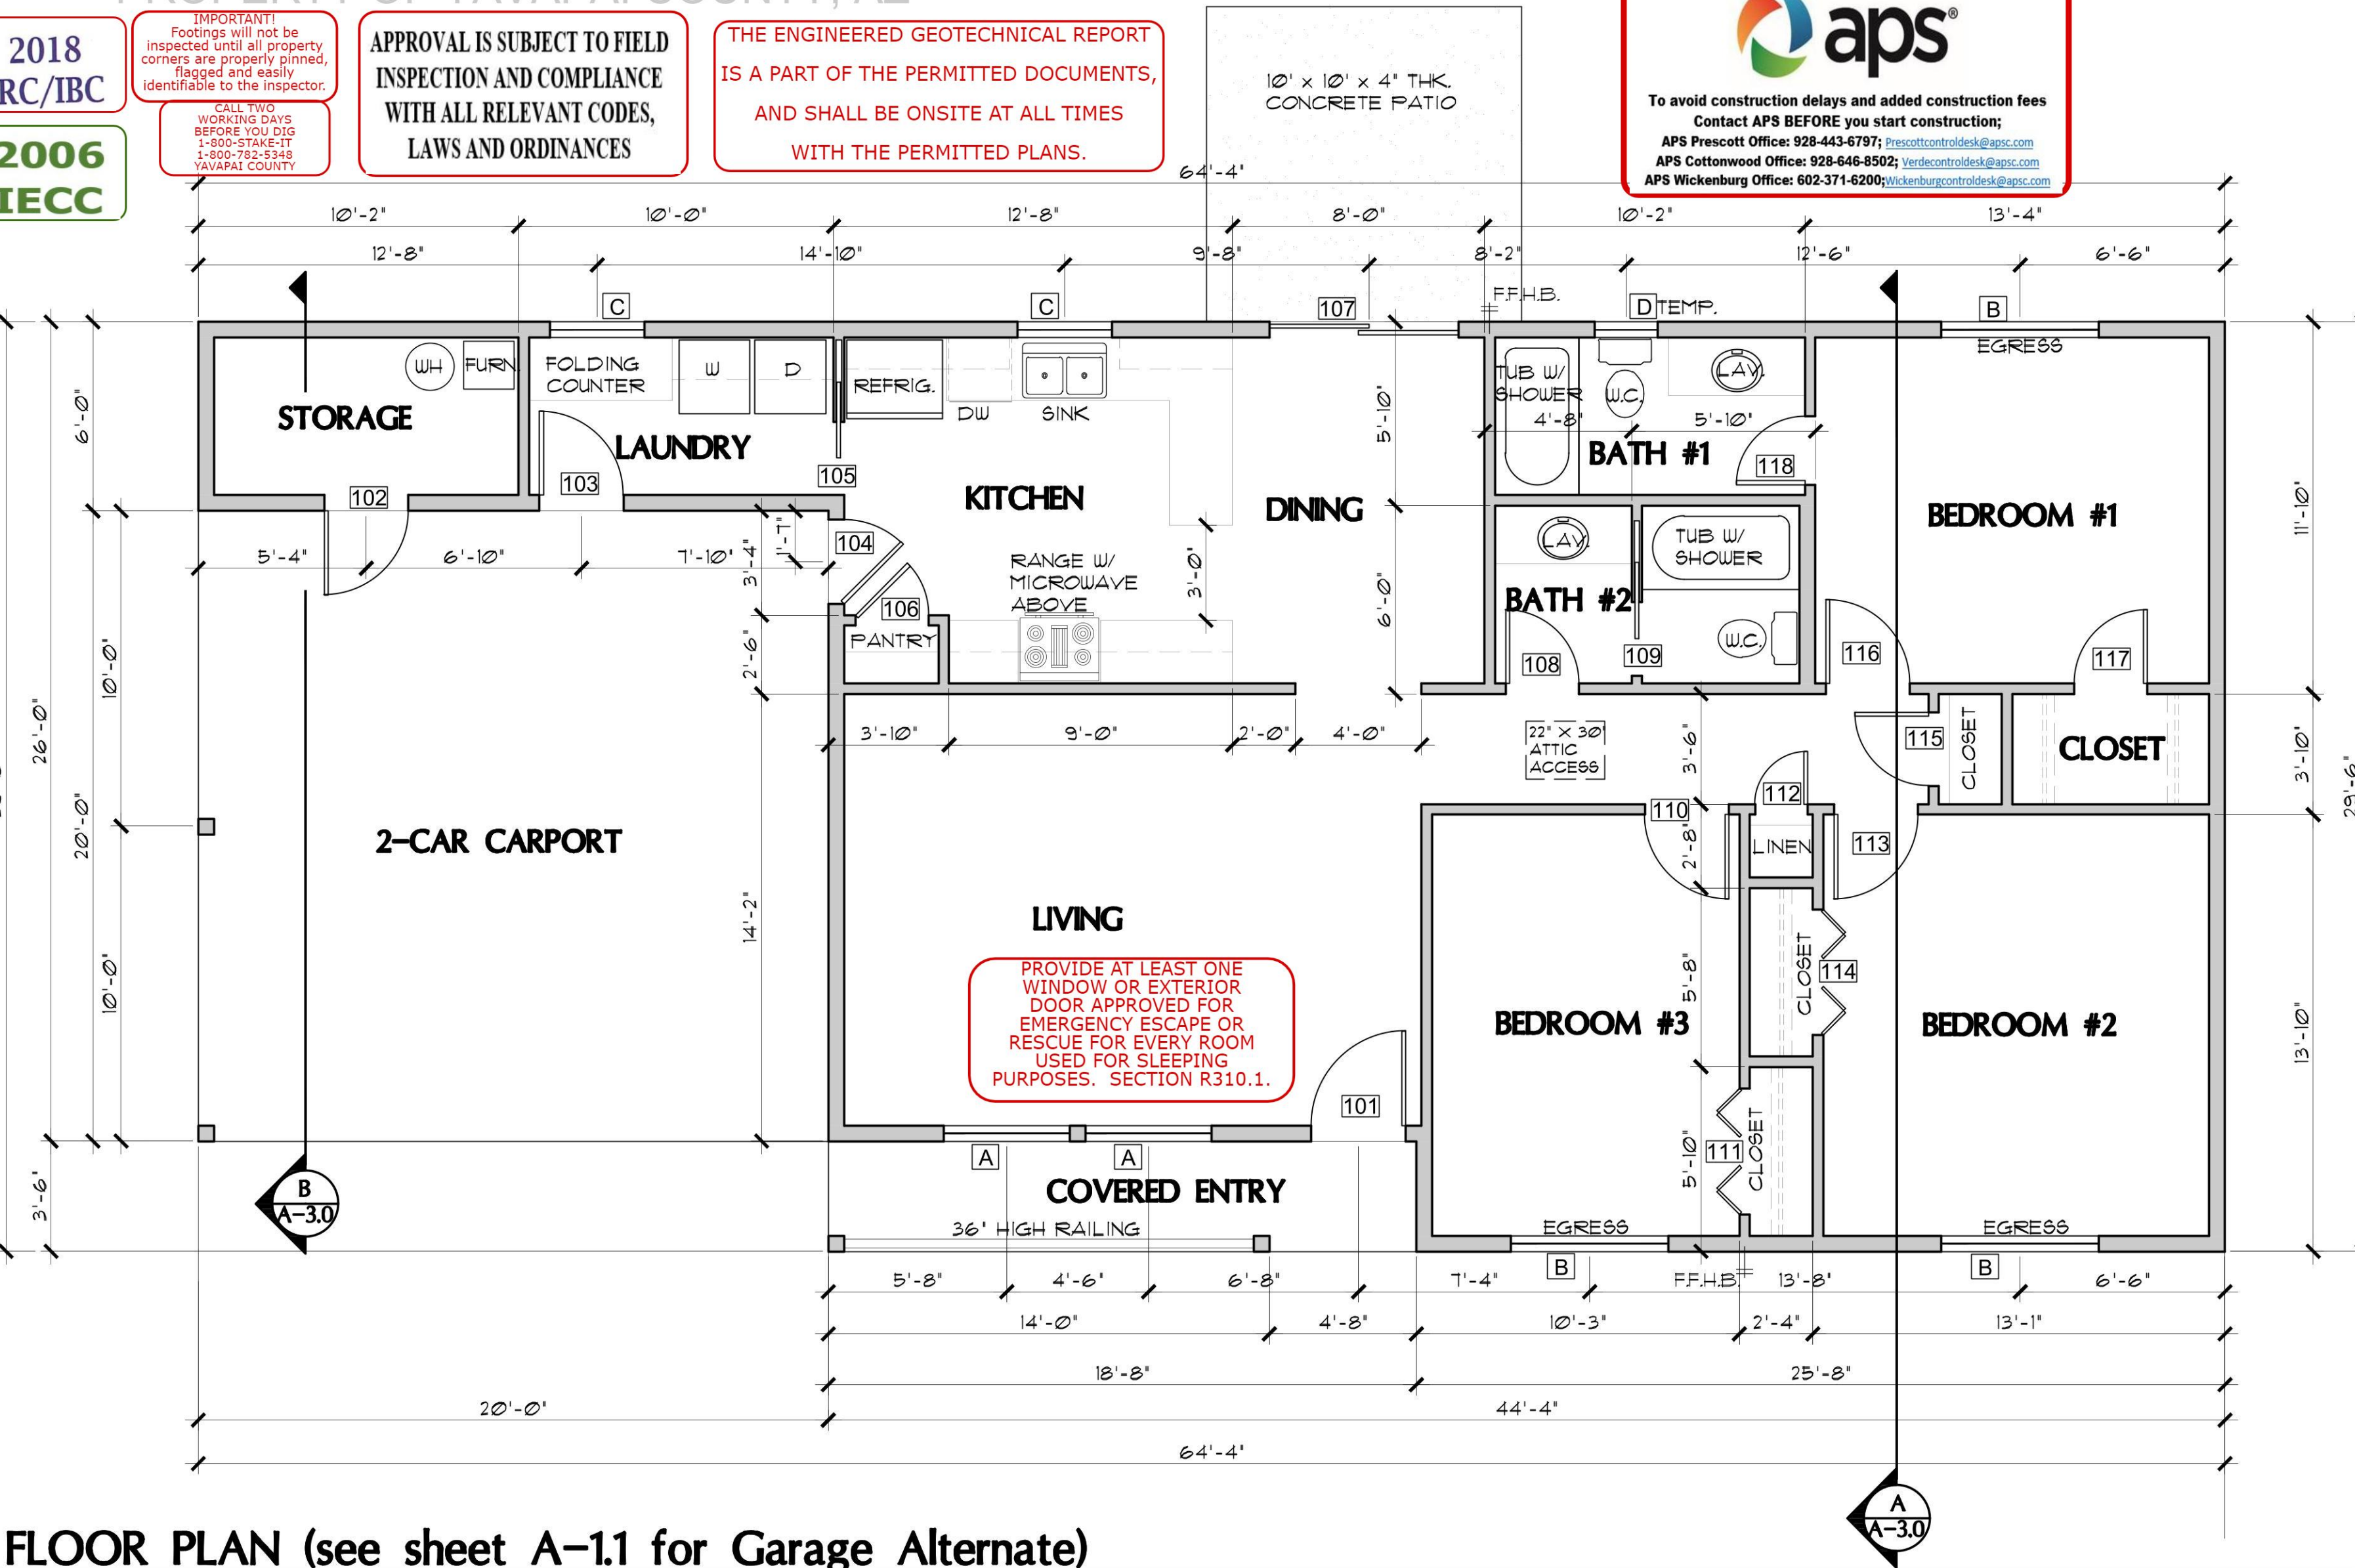 PROPERTY OF YAVAPAI COUNTY, AZ
2018
RC/IBC
2006
IECC
IMPORTANT!
Footings will not be
inspected until all property
corners are properly pinned,
flagged and easily
identifiable to the inspector.
CALL TWO
WORKING DAYS
BEFORE YOU DIG
1-800-STAKE-IT
1-800-782-5348
YAVAPAI COUNTY
APPROVAL IS SUBJECT TO FIELD
INSPECTION AND COMPLIANCE
WITH ALL RELEVANT CODES,
LAWS AND ORDINANCES
THE ENGINEERED GEOTECHNICAL REPORT
IS A PART OF THE PERMITTED DOCUMENTS,
AND SHALL BE ONSITE AT ALL TIMES
WITH THE PERMITTED PLANS.
10' x 10' x 4" THK.
CONCRETE PATIO
aps®
To avoid construction delays and added construction fees
Contact APS BEFORE you start construction;
APS Prescott Office: 928-443-6797; Prescottcontroldesk@apsc.com
APS Cottonwood Office: 928-646-8502; Verdecontroldesk@apsc.com
APS Wickenburg Office: 602-371-6200;Wickenburgcontroldesk@apsc.com
64'-4"
10'-2" 10'-0" 12'-8" 8'-0" 10'-2" 13'-4"
12'-8" 14'-10" 9'-8" 8'-2" 12'-6" 6'-6"
C C 107 F.F.H.B. D TEMP. B
EGRESS
WH FURN.
STORAGE
102
FOLDING
COUNTER
W D
LAUNDRY
103
105
REFRIG.
DW SINK
KITCHEN
DINING
TUB W/
SHOWER
W.C.
LAV.
4'-8" 5'-10"
BATH #1
118
BEDROOM #1
6'-0"
5'-10"
11'-10"
5'-4" 6'-10" 7'-10"
3'-4"
1'-7"
104
106
PANTRY
2'-6"
RANGE W/
MICROWAVE
ABOVE
3'-0"
6'-0"
LAV.
BATH #2
TUB W/
SHOWER
W.C.
108
109
116
117
10'-0"
26'-0"
20'-0"
10'-0"
3'-6"
3'-10" 9'-0" 2'-0" 4'-0"
22" X 30"
ATTIC
ACCESS
3'-6"
115
CLOSET
CLOSET
3'-10"
29'-6"
2-CAR CARPORT
14'-2"
LIVING
PROVIDE AT LEAST ONE
WINDOW OR EXTERIOR
DOOR APPROVED FOR
EMERGENCY ESCAPE OR
RESCUE FOR EVERY ROOM
USED FOR SLEEPING
PURPOSES. SECTION R310.1.
110
112
2'-8"
LINEN
113
5'-8"
CLOSET
114
BEDROOM #3
BEDROOM #2
13'-10"
101
5'-10"
111
CLOSET
A A
COVERED ENTRY
36" HIGH RAILING
EGRESS
EGRESS
B
A-3.0
B
F.F.H.B.
B
5'-8" 4'-6" 6'-8" 7'-4" 13'-8" 6'-6"
14'-0" 4'-8" 10'-3" 2'-4" 13'-1"
18'-8" 25'-8"
20'-0" 44'-4"
64'-4"
A
A-3.0
FLOOR PLAN (see sheet A-1.1 for Garage Alternate)